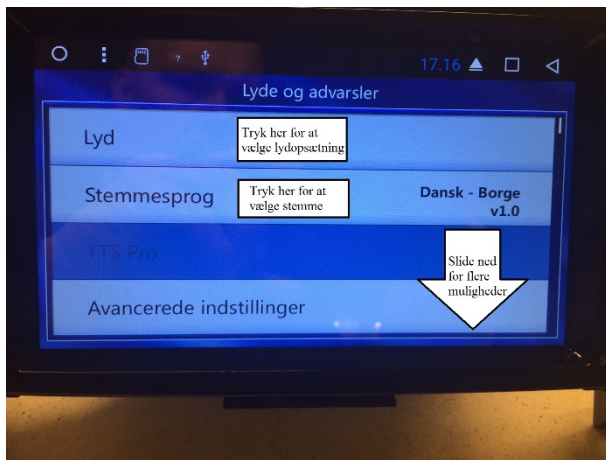 17.16
Lyde og advarsler
Lyd
Tryk her for at
vælge lydopsætning
Stemmesprog
Tryk her for at
vælge stemme
Dansk - Borge
v1.0
TTS Pro
Slide ned
for flere
muligheder
Avancerede indstillinger